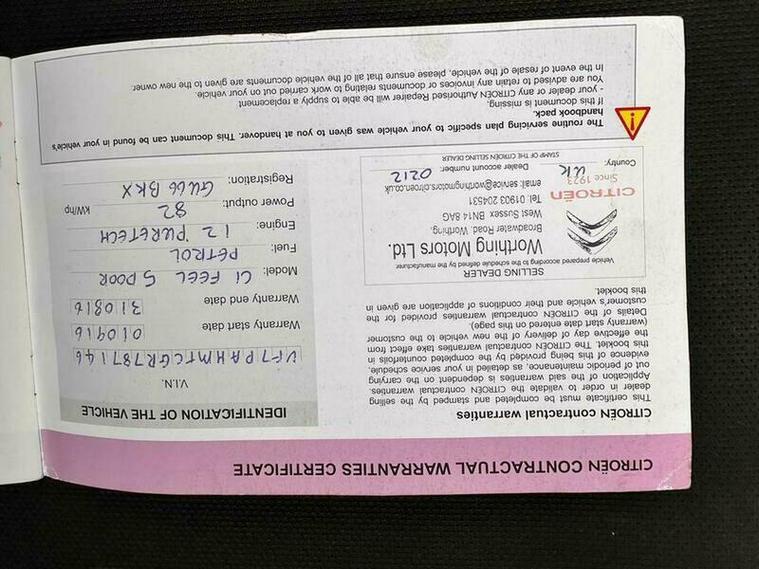 CITROËN CONTRACTUAL WARRANTIES CERTIFICATE
CITROËN contractual warranties
This certificate must be completed and stamped by the selling
dealer in order to validate the CITROËN contractual warranties.
Application of the said warranties is dependent on the carrying
out of periodic maintenance, as detailed in your service schedule,
evidence of this being provided by the completed counterfoils in
this booklet. The CITROËN contractual warranties take effect from
the effective day of delivery of the new vehicle to the customer
(warranty start date entered on this page).
Details of the CITROËN contractual warranties provided for the
customer's vehicle and their conditions of application are given in
this booklet.
SELLING DEALER
Vehicle prepared according to the schedule defined by the manufacturer
Worthing Motors Ltd.
Broadwater Road, Worthing,
West Sussex BN14 8AG
Tel: 01903 204531
email: service@worthingmotors.citroen.co.uk
CITROËN
Since 1923
Country: UK
Dealer account number: 0212
STAMP OF THE CITROËN SELLING DEALER
IDENTIFICATION OF THE VEHICLE
V.I.N.
VF7PAHMTCGR787146
Warranty start date
010916
Warranty end date
310816
Model: C1 FEEL 5 DOOR
Fuel: PETROL
Engine: 1.2 PURETECH
Power output: 82 kW/hp
Registration: GU66 BKX
The routine servicing plan specific to your vehicle was given to you at handover. This document can be found in your vehicle's
handbook pack.
If this document is missing,
- your dealer or any CITROËN Authorised Repairer will be able to supply a replacement
You are advised to retain any invoices or documents relating to work carried out on your vehicle.
In the event of resale of the vehicle, please ensure that all of the vehicle documents are given to the new owner.